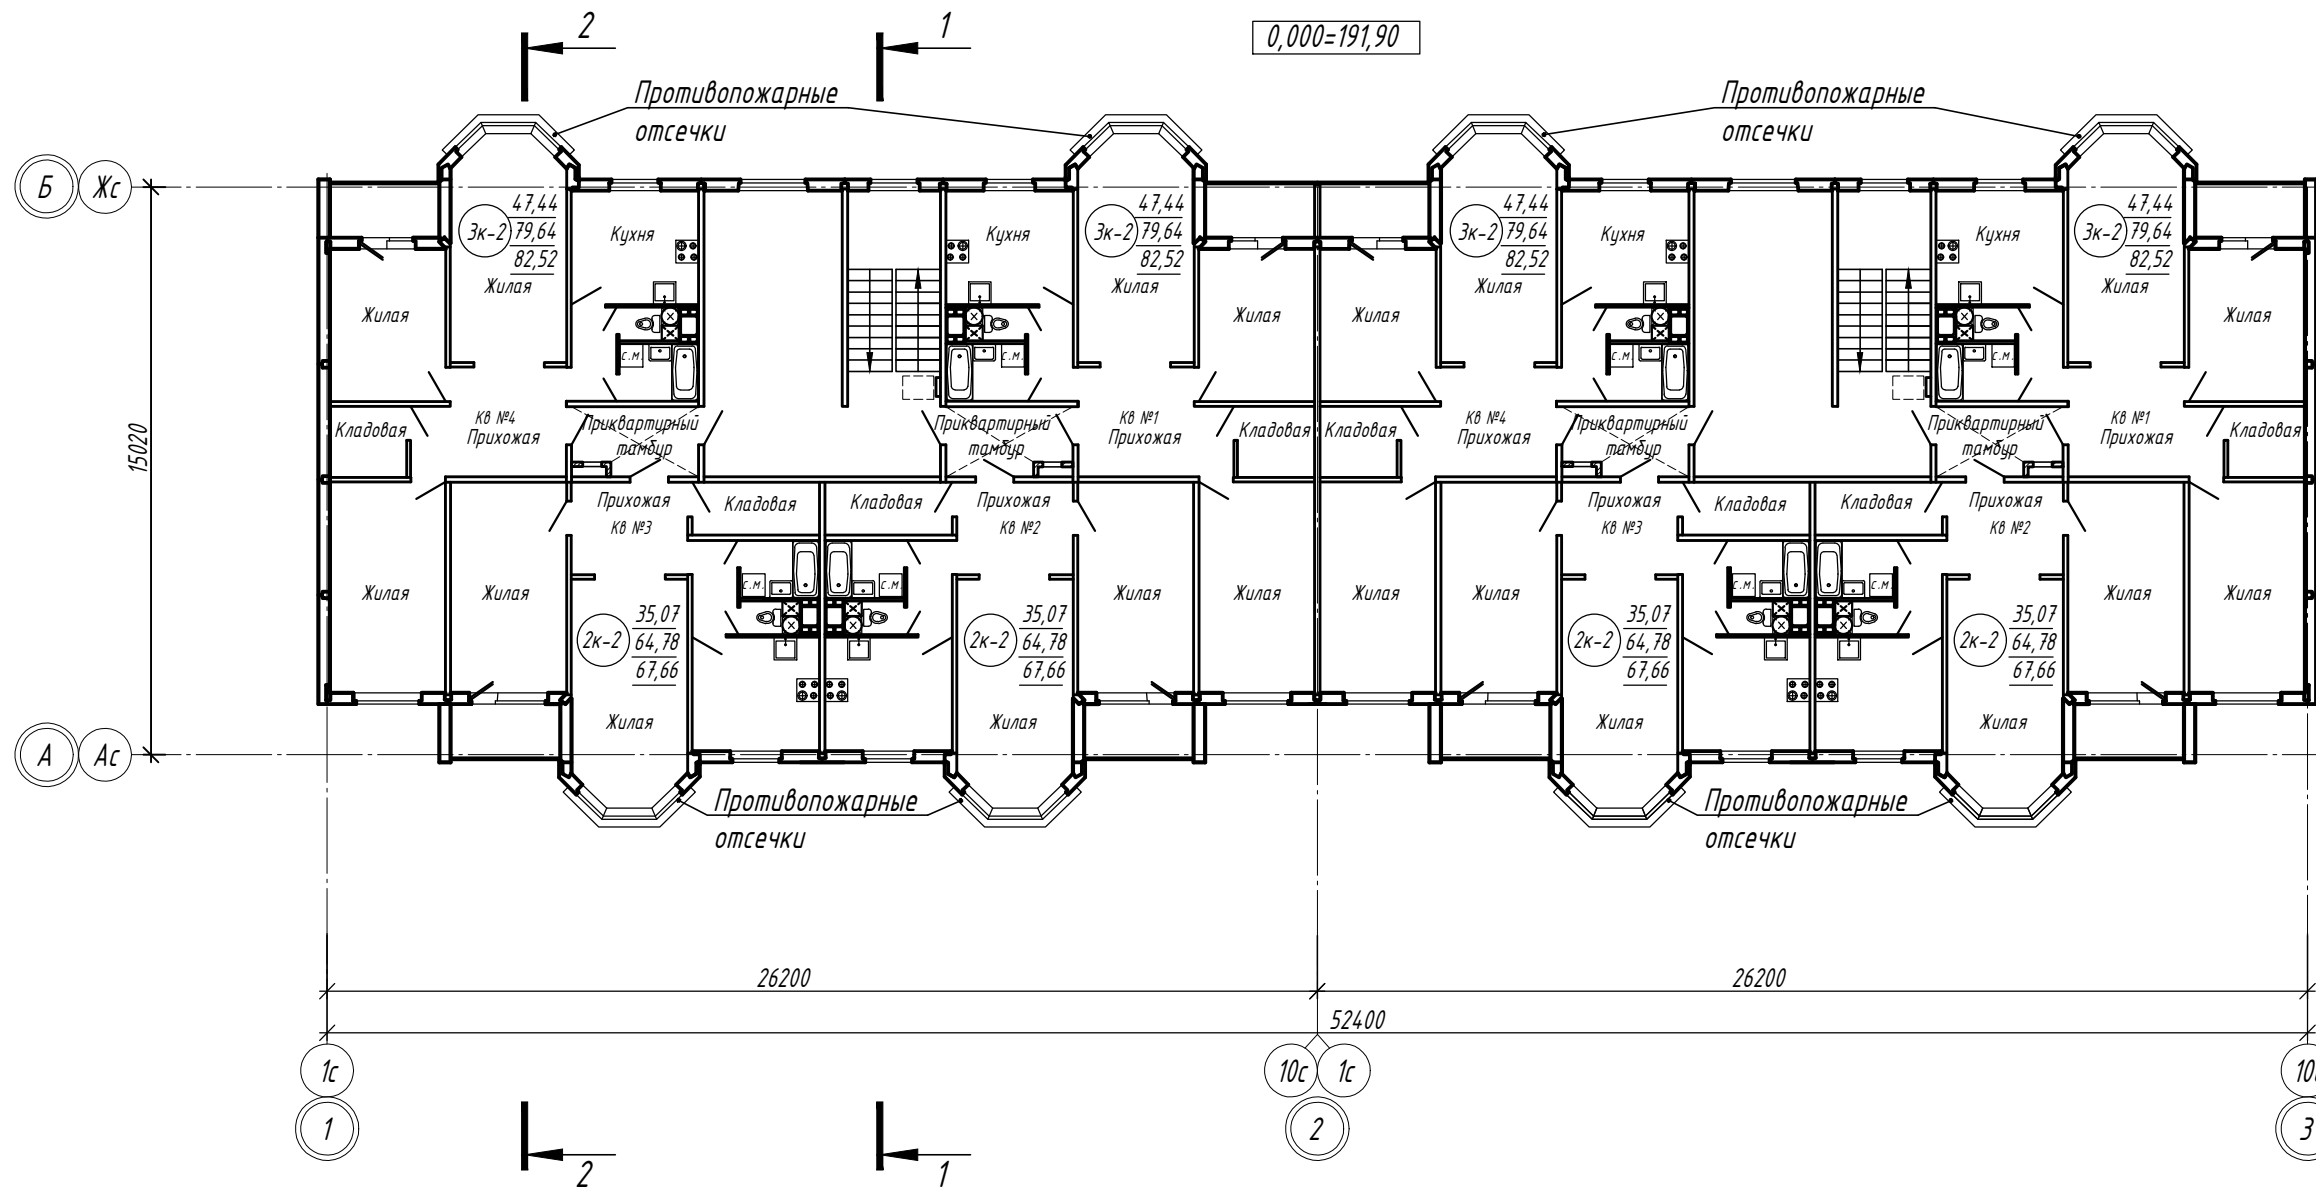 2
1
0,000=191,90
Противопожарные
отсечки
Противопожарные
отсечки
Б
Жс
3к-2
47,44
79,64
82,52
Жилая
Кухня
Кухня
3к-2
47,44
79,64
82,52
Жилая
3к-2
47,44
79,64
82,52
Жилая
Кухня
Кухня
3к-2
47,44
79,64
82,52
Жилая
Жилая
Жилая
Жилая
Жилая
с.м.
с.м.
с.м.
с.м.
15020
Кладовая
Кв №4
Прихожая
Приквартирный
тамбур
Приквартирный
тамбур
Кв №1
Прихожая
Кладовая
Кладовая
Кв №4
Прихожая
Приквартирный
тамбур
Приквартирный
тамбур
Кв №1
Прихожая
Кладовая
Прихожая
Кв №3
Кладовая
Кладовая
Прихожая
Кв №2
Прихожая
Кв №3
Кладовая
Кладовая
Прихожая
Кв №2
Жилая
Жилая
с.м.
с.м.
Жилая
Жилая
Жилая
Жилая
с.м.
с.м.
Жилая
Жилая
2к-2
35,07
64,78
67,66
Жилая
2к-2
35,07
64,78
67,66
Жилая
2к-2
35,07
64,78
67,66
Жилая
2к-2
35,07
64,78
67,66
Жилая
А
Ас
Противопожарные
отсечки
Противопожарные
отсечки
26200
26200
52400
1с
10с
1с
1
2
3
2
1